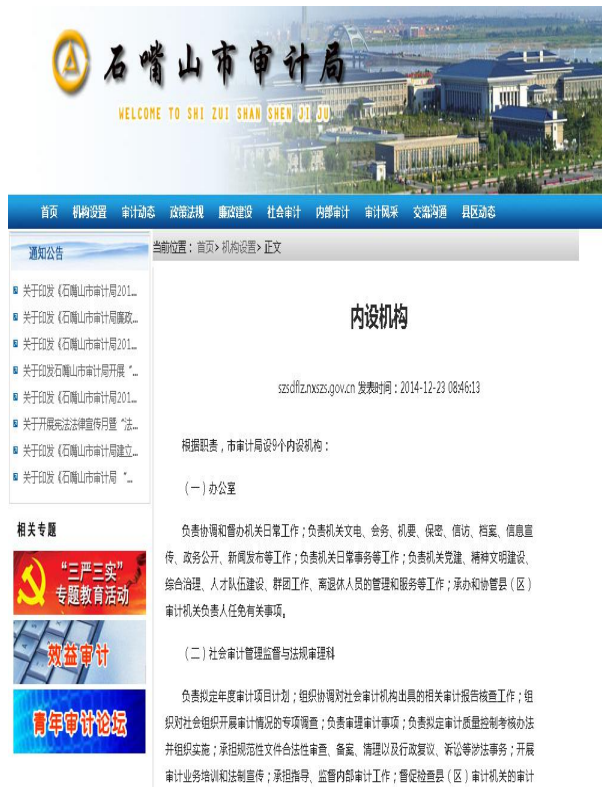 石嘴山市审计局
WELCOME TO SHI ZUI SHAN SHEN JI JU
首页 机构设置 审计动态 政策法规 廉政建设 社会审计 内部审计 审计风采 交流沟通 县区动态
通知公告
关于印发《石嘴山市审计局201...
关于印发《石嘴山市审计局廉政...
关于印发《石嘴山市审计局201...
关于印发石嘴山市审计局开展“...
关于印发《石嘴山市审计局201...
关于开展宪法法律宣传月暨“法...
关于印发《石嘴山市审计局建立...
关于印发《石嘴山市审计局 “...
相关专题
“三严三实”
专题教育活动
效益审计
青年审计论坛
当前位置：首页> 机构设置> 正文
内设机构
szsdflz.nxszs.gov.cn 发表时间：2014-12-23 08:46:13
根据职责，市审计局设9个内设机构：
（一）办公室
负责协调和督办机关日常工作；负责机关文电、会务、机要、保密、信访、档案、信息宣
传、政务公开、新闻发布等工作；负责机关日常事务等工作；负责机关党建、精神文明建设、
综合治理、人才队伍建设、群团工作、离退休人员的管理和服务等工作；承办和协管县（区）
审计机关负责人任免有关事项。
（二）社会审计管理监督与法规审理科
负责拟定年度审计项目计划；组织协调对社会审计机构出具的相关审计报告核查工作；组
织对社会组织开展审计情况的专项调查；负责审理审计事项；负责拟定审计质量控制考核办法
并组织实施；承担规范性文件合法性审查、备案、清理以及行政复议、诉讼等涉法事务；开展
审计业务培训和法制宣传；承担指导、监督内部审计工作；督促检查县（区）审计机关的审计